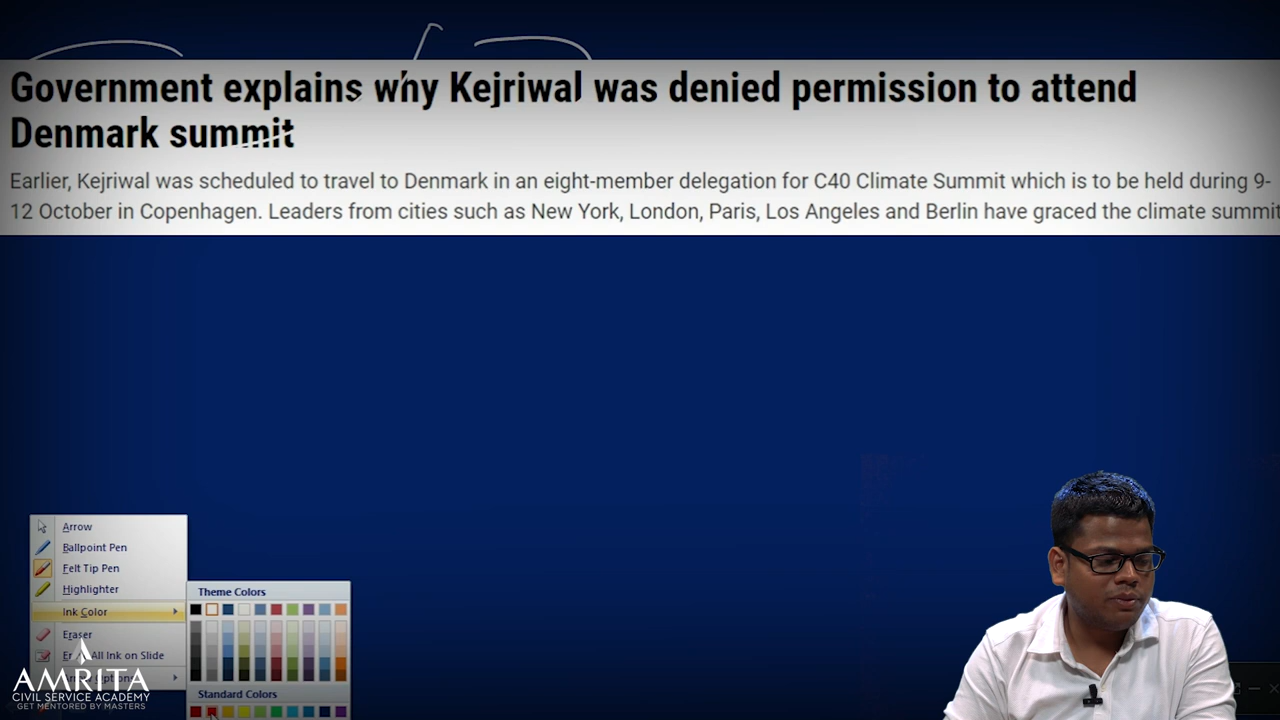 Government explains why Kejriwal was denied permission to attend
Denmark summit
Earlier, Kejriwal was scheduled to travel to Denmark in an eight-member delegation for C40 Climate Summit which is to be held during 9-
12 October in Copenhagen. Leaders from cities such as New York, London, Paris, Los Angeles and Berlin have graced the climate summit
Arrow
Ballpoint Pen
Felt Tip Pen
Highlighter
Ink Color
Theme Colors
Eraser
All Ink on Slide
Standard Colors
AMRITA
CIVIL SERVICE ACADEMY
GET MENTORED BY MASTERS